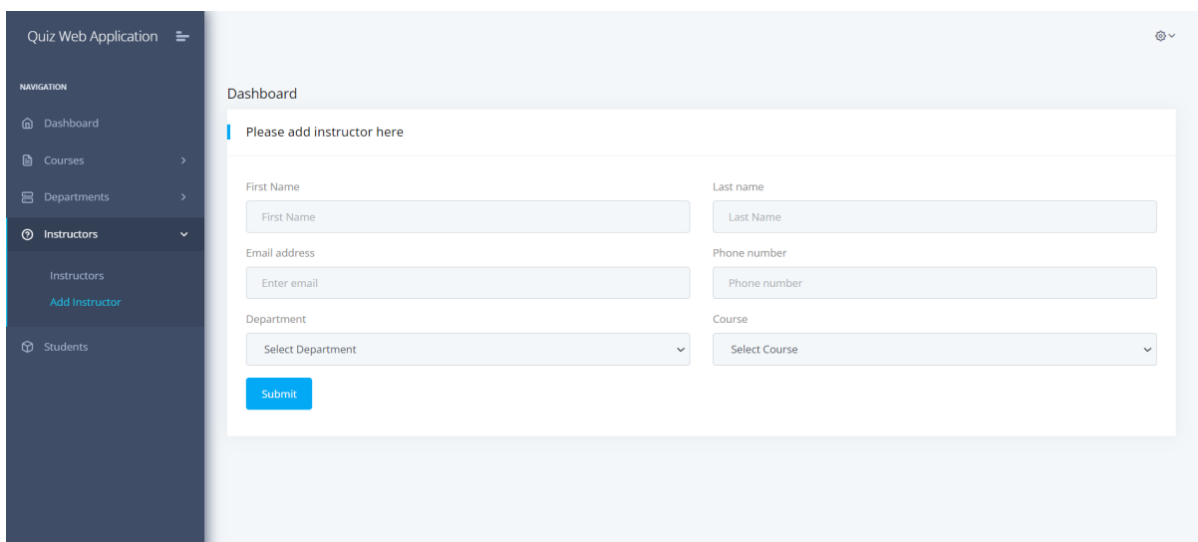 Quiz Web Application
NAVIGATION
Dashboard
Courses
Departments
Instructors
Instructors
Add Instructor
Students
Dashboard
Please add instructor here
First Name
Last name
First Name
Last Name
Email address
Phone number
Enter email
Phone number
Department
Course
Select Department
Select Course
Submit